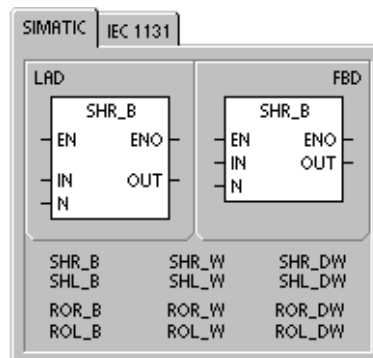 SIMATIC IEC 1131
LAD FBD
SHR_B SHR_B
EN ENO EN ENO
IN OUT
IN OUT N
N
SHR_B SHR_W SHR_DW
SHL_B SHL_W SHL_DW
ROR_B ROR_W ROR_DW
ROL_B ROL_W ROL_DW